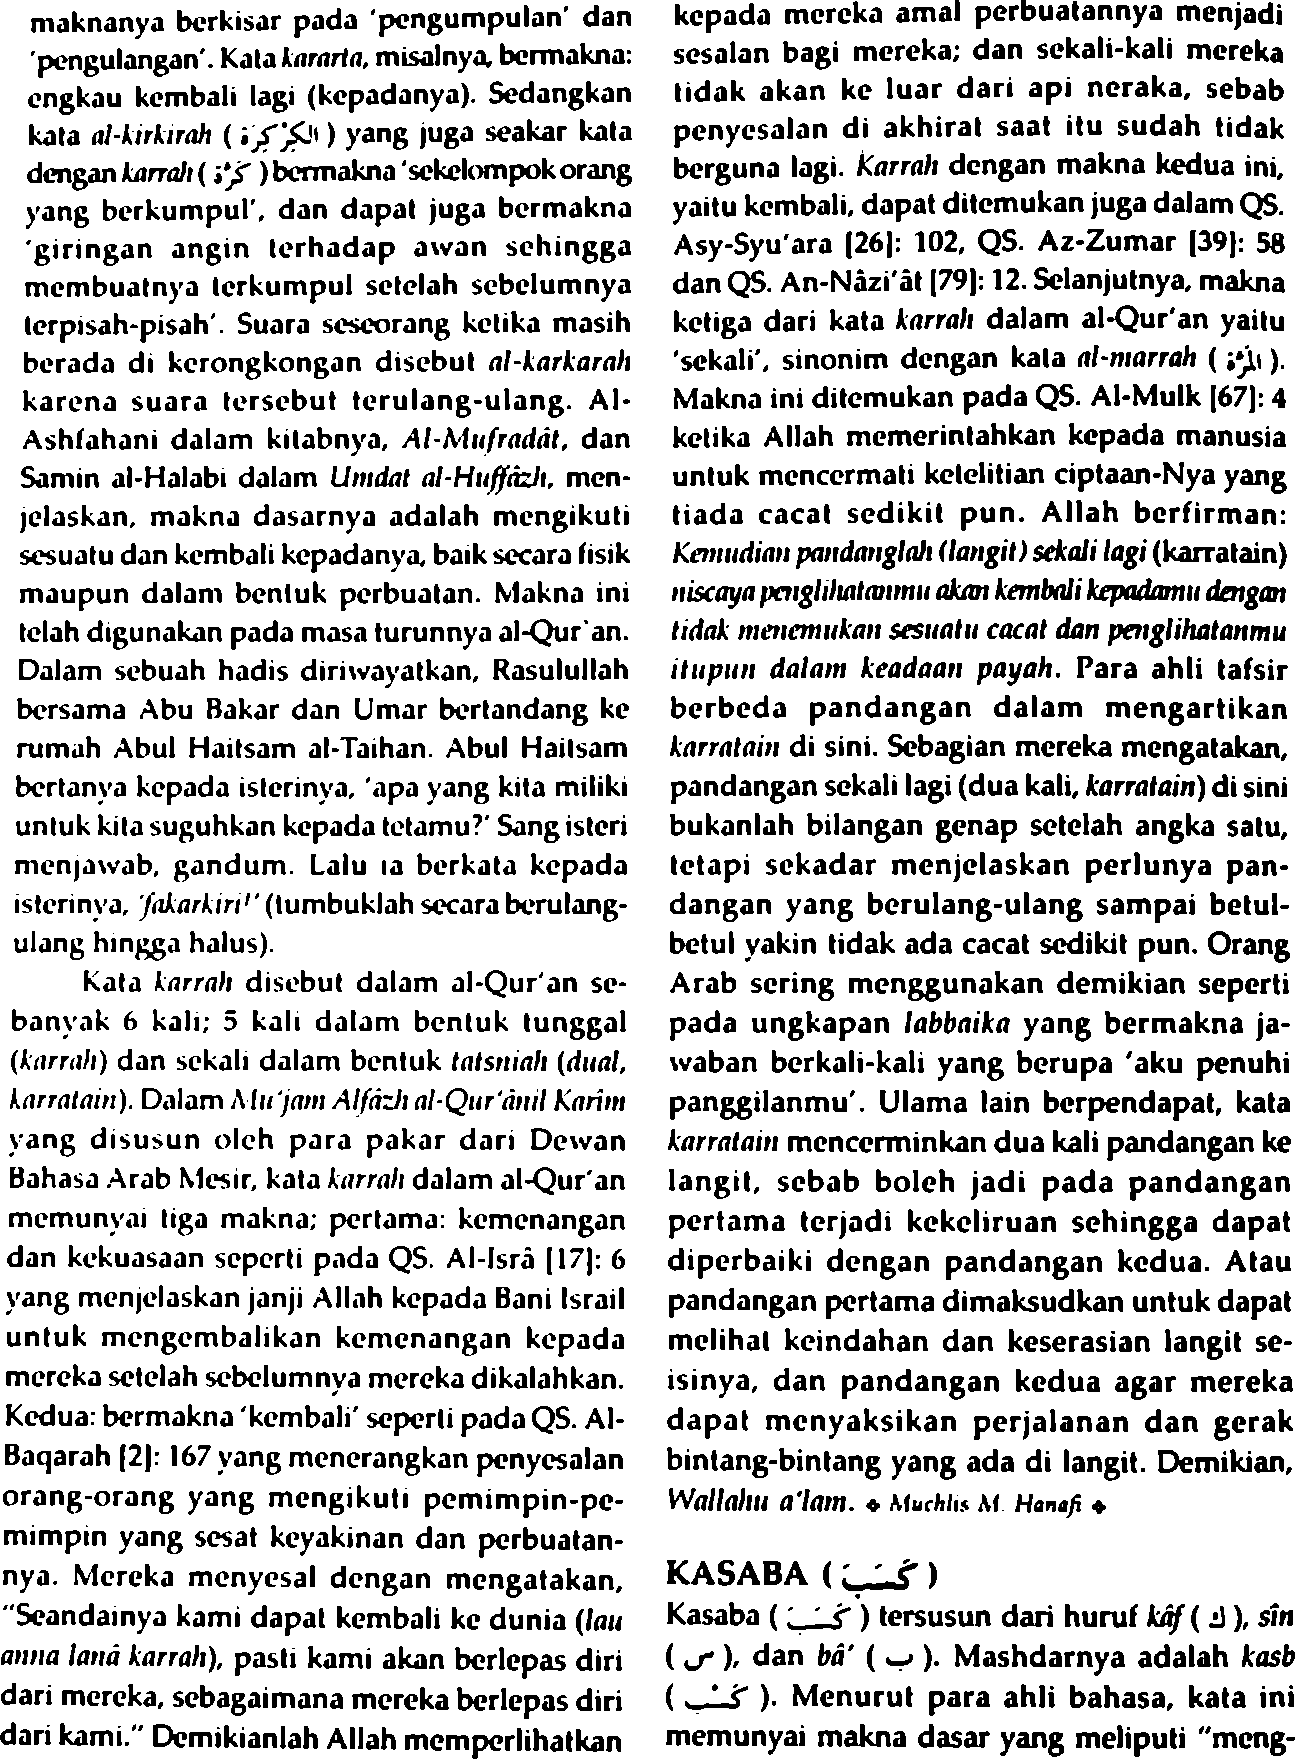 maknanya berkisar pada 'pengumpulan' dan
'pengulangan'. Kata kararta, misalnya, bermakna:
engkau kembali lagi (kepadanya). Sedangkan
kata al-kirkirah (الكِرْكِرَة) yang juga seakar kata
dengan karrah (كَرَّة) bermakna 'sekelompok orang
yang berkumpul', dan dapat juga bermakna
'giringan angin terhadap awan sehingga
membuatnya terkumpul setelah sebelumnya
terpisah-pisah'. Suara seseorang ketika masih
berada di kerongkongan disebut al-karkarah
karena suara tersebut terulang-ulang. Al-
Ashfahani dalam kitabnya, Al-Mufradât, dan
Samin al-Halabi dalam Umdat al-Huffâzh, men-
jelaskan, makna dasarnya adalah mengikuti
sesuatu dan kembali kepadanya, baik secara fisik
maupun dalam bentuk perbuatan. Makna ini
telah digunakan pada masa turunnya al-Qur'an.
Dalam sebuah hadis diriwayatkan, Rasulullah
bersama Abu Bakar dan Umar bertandang ke
rumah Abul Haitsam al-Taihan. Abul Haitsam
bertanya kepada isterinya, 'apa yang kita miliki
untuk kita suguhkan kepada tetamu?' Sang isteri
menjawab, gandum. Lalu ia berkata kepada
isterinya, 'fakarkiri!' (tumbuklah secara berulang-
ulang hingga halus).
Kata karrah disebut dalam al-Qur'an se-
banyak 6 kali; 5 kali dalam bentuk tunggal
(karrah) dan sekali dalam bentuk tatsniah (dual,
karratain). Dalam Mu'jam Alfâzh al-Qur'ânil Karîm
yang disusun oleh para pakar dari Dewan
Bahasa Arab Mesir, kata karrah dalam al-Qur'an
memunyai tiga makna; pertama: kemenangan
dan kekuasaan seperti pada QS. Al-Isrâ [17]: 6
yang menjelaskan janji Allah kepada Bani Israil
untuk mengembalikan kemenangan kepada
mereka setelah sebelumnya mereka dikalahkan.
Kedua: bermakna 'kembali' seperti pada QS. Al-
Baqarah [2]: 167 yang menerangkan penyesalan
orang-orang yang mengikuti pemimpin-pe-
mimpin yang sesat keyakinan dan perbuatan-
nya. Mereka menyesal dengan mengatakan,
"Seandainya kami dapat kembali ke dunia (lau
anna lanâ karrah), pasti kami akan berlepas diri
dari mereka, sebagaimana mereka berlepas diri
dari kami." Demikianlah Allah memperlihatkan
kepada mereka amal perbuatannya menjadi
sesalan bagi mereka; dan sekali-kali mereka
tidak akan ke luar dari api neraka, sebab
penyesalan di akhirat saat itu sudah tidak
berguna lagi. Karrah dengan makna kedua ini,
yaitu kembali, dapat ditemukan juga dalam QS.
Asy-Syu'ara [26]: 102, QS. Az-Zumar [39]: 58
dan QS. An-Nâzi'ât [79]: 12. Selanjutnya, makna
ketiga dari kata karrah dalam al-Qur'an yaitu
'sekali', sinonim dengan kata al-marrah (المَرَّة).
Makna ini ditemukan pada QS. Al-Mulk [67]: 4
ketika Allah memerintahkan kepada manusia
untuk mencermati ketelitian ciptaan-Nya yang
tiada cacat sedikit pun. Allah berfirman:
Kemudian pandanglah (langit) sekali lagi (karratain)
niscaya penglihatanmu akan kembali kepadamu dengan
tidak menemukan sesuatu cacat dan penglihatanmu
itupun dalam keadaan payah. Para ahli tafsir
berbeda pandangan dalam mengartikan
karratain di sini. Sebagian mereka mengatakan,
pandangan sekali lagi (dua kali, karratain) di sini
bukanlah bilangan genap setelah angka satu,
tetapi sekadar menjelaskan perlunya pan-
dangan yang berulang-ulang sampai betul-
betul yakin tidak ada cacat sedikit pun. Orang
Arab sering menggunakan demikian seperti
pada ungkapan labbaika yang bermakna ja-
waban berkali-kali yang berupa 'aku penuhi
panggilanmu'. Ulama lain berpendapat, kata
karratain mencerminkan dua kali pandangan ke
langit, sebab boleh jadi pada pandangan
pertama terjadi kekeliruan sehingga dapat
diperbaiki dengan pandangan kedua. Atau
pandangan pertama dimaksudkan untuk dapat
melihat keindahan dan keserasian langit se-
isinya, dan pandangan kedua agar mereka
dapat menyaksikan perjalanan dan gerak
bintang-bintang yang ada di langit. Demikian,
Wallahu a'lam. ✦ Muchlis M. Hanafi ✦
KASABA (كَسَبَ)
Kasaba (كَسَبَ) tersusun dari huruf kâf (ك), sîn
(س), dan bâ' (ب). Mashdarnya adalah kasb
(كَسْب). Menurut para ahli bahasa, kata ini
memunyai makna dasar yang meliputi "meng-